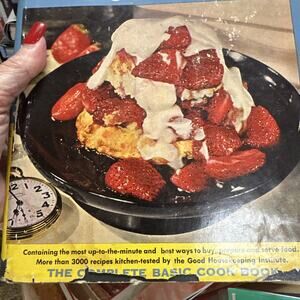 Containing the most up-to-the-minute and best ways to buy, prepare and serve food.
More than 3000 recipes kitchen-tested by the Good Housekeeping Institute.
THE COMPLETE BASIC COOK BOOK